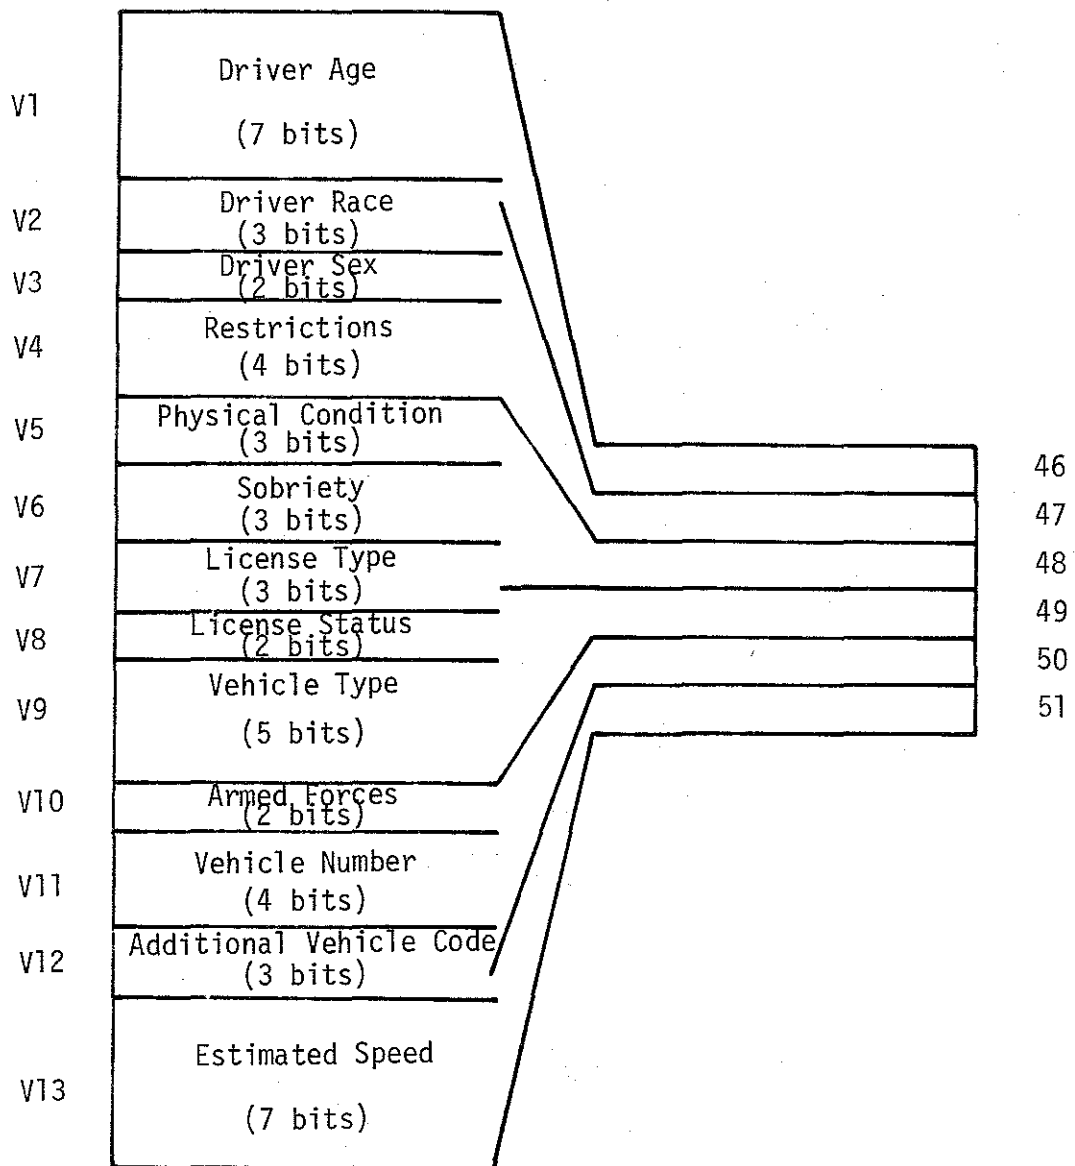 Driver Age
V1
(7 bits)
V2
Driver Race
(3 bits)
V3
Driver Sex
(2 bits)
V4
Restrictions
(4 bits)
V5
Physical Condition
(3 bits)
V6
Sobriety
(3 bits)
V7
License Type
(3 bits)
V8
License Status
(2 bits)
V9
Vehicle Type
(5 bits)
V10
Armed Forces
(2 bits)
V11
Vehicle Number
(4 bits)
V12
Additional Vehicle Code
(3 bits)
V13
Estimated Speed
(7 bits)
46
47
48
49
50
51